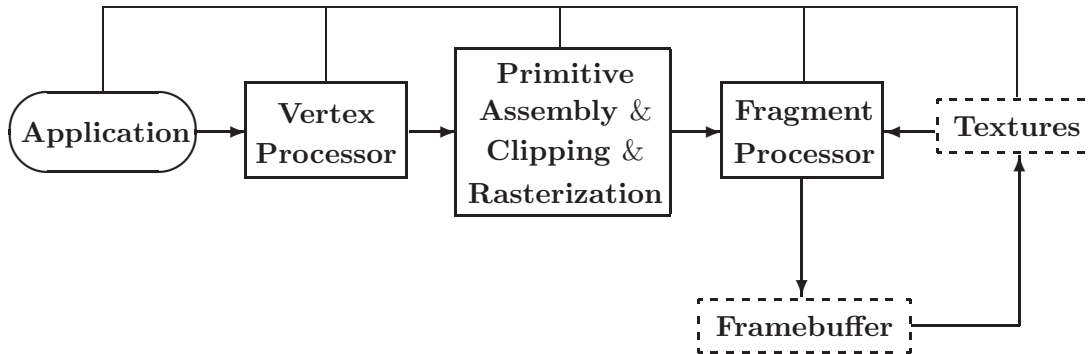 Application
Vertex
Processor
Primitive
Assembly &
Clipping &
Rasterization
Fragment
Processor
Textures
Framebuffer